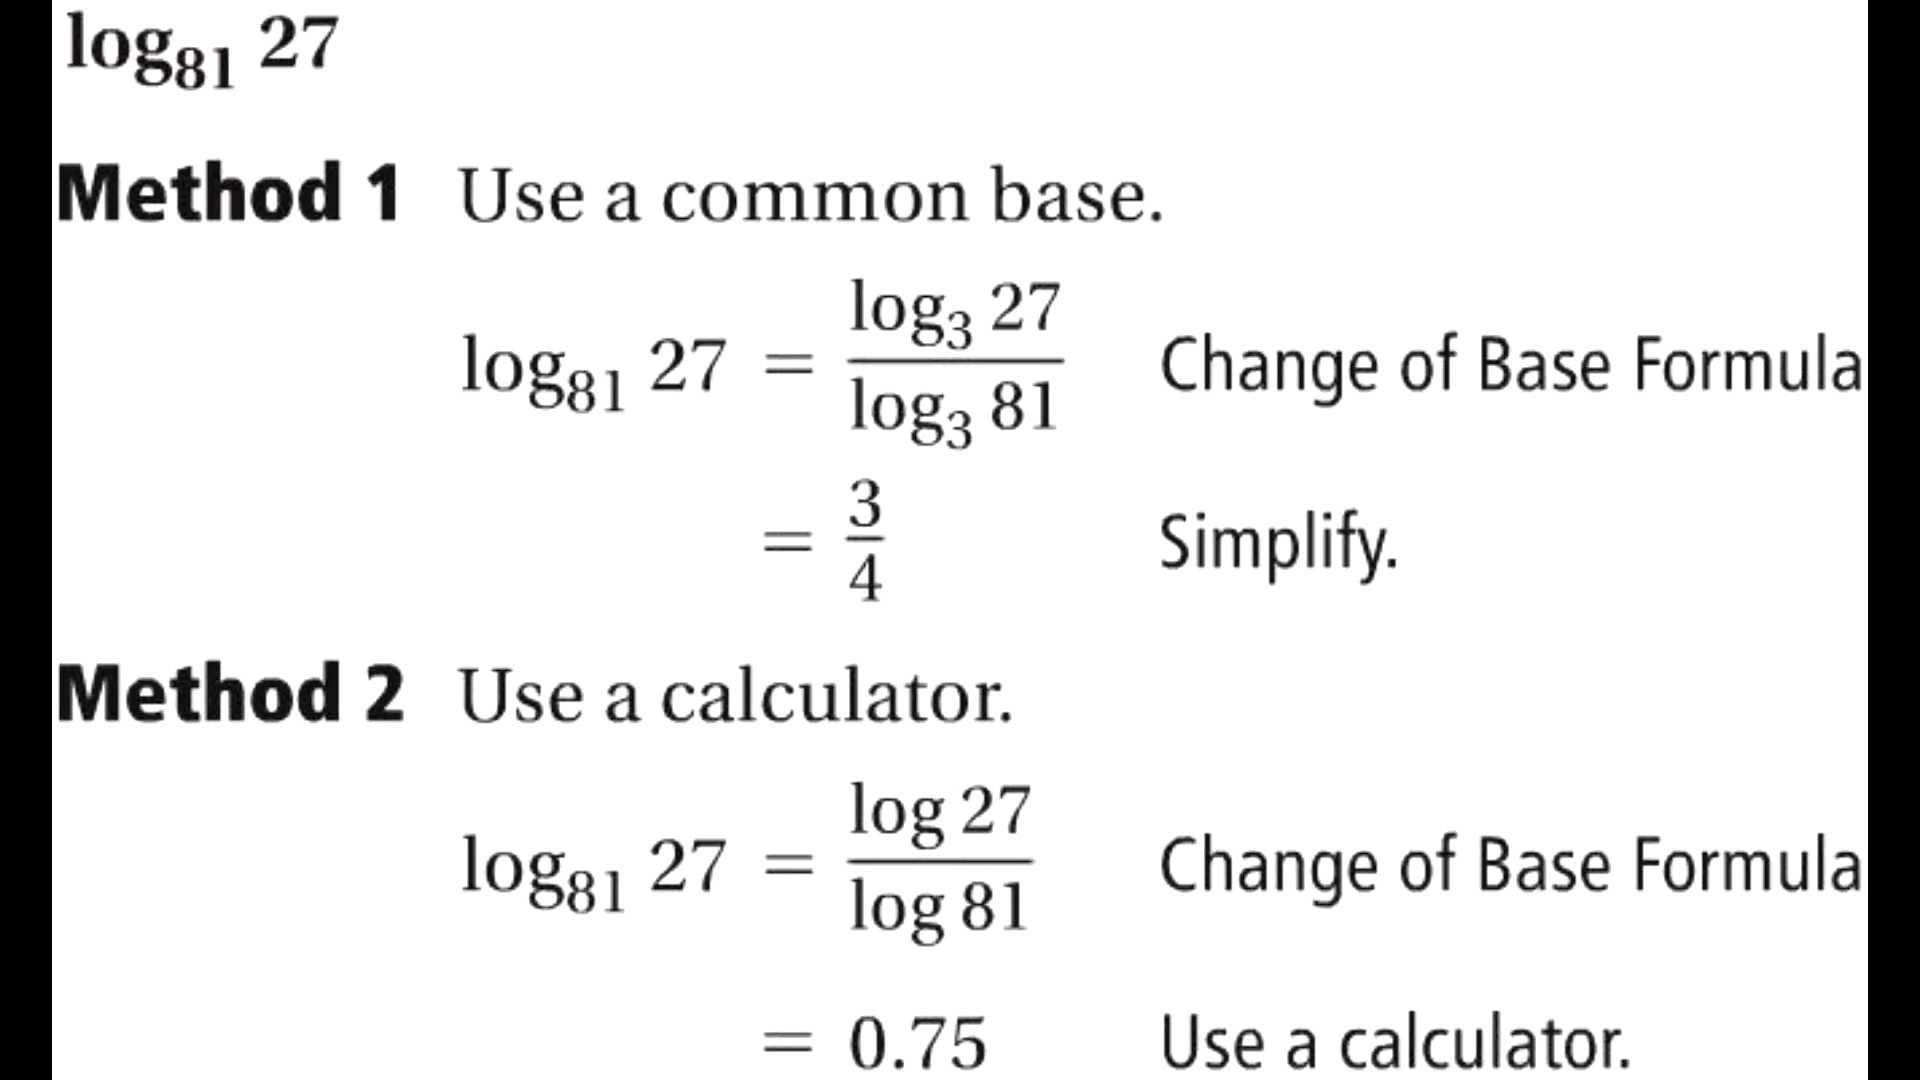 log₈₁ 27
Method 1 Use a common base.
log₈₁ 27 = log₃ 27 / log₃ 81 Change of Base Formula
= 3/4 Simplify.
Method 2 Use a calculator.
log₈₁ 27 = log 27 / log 81 Change of Base Formula
= 0.75 Use a calculator.